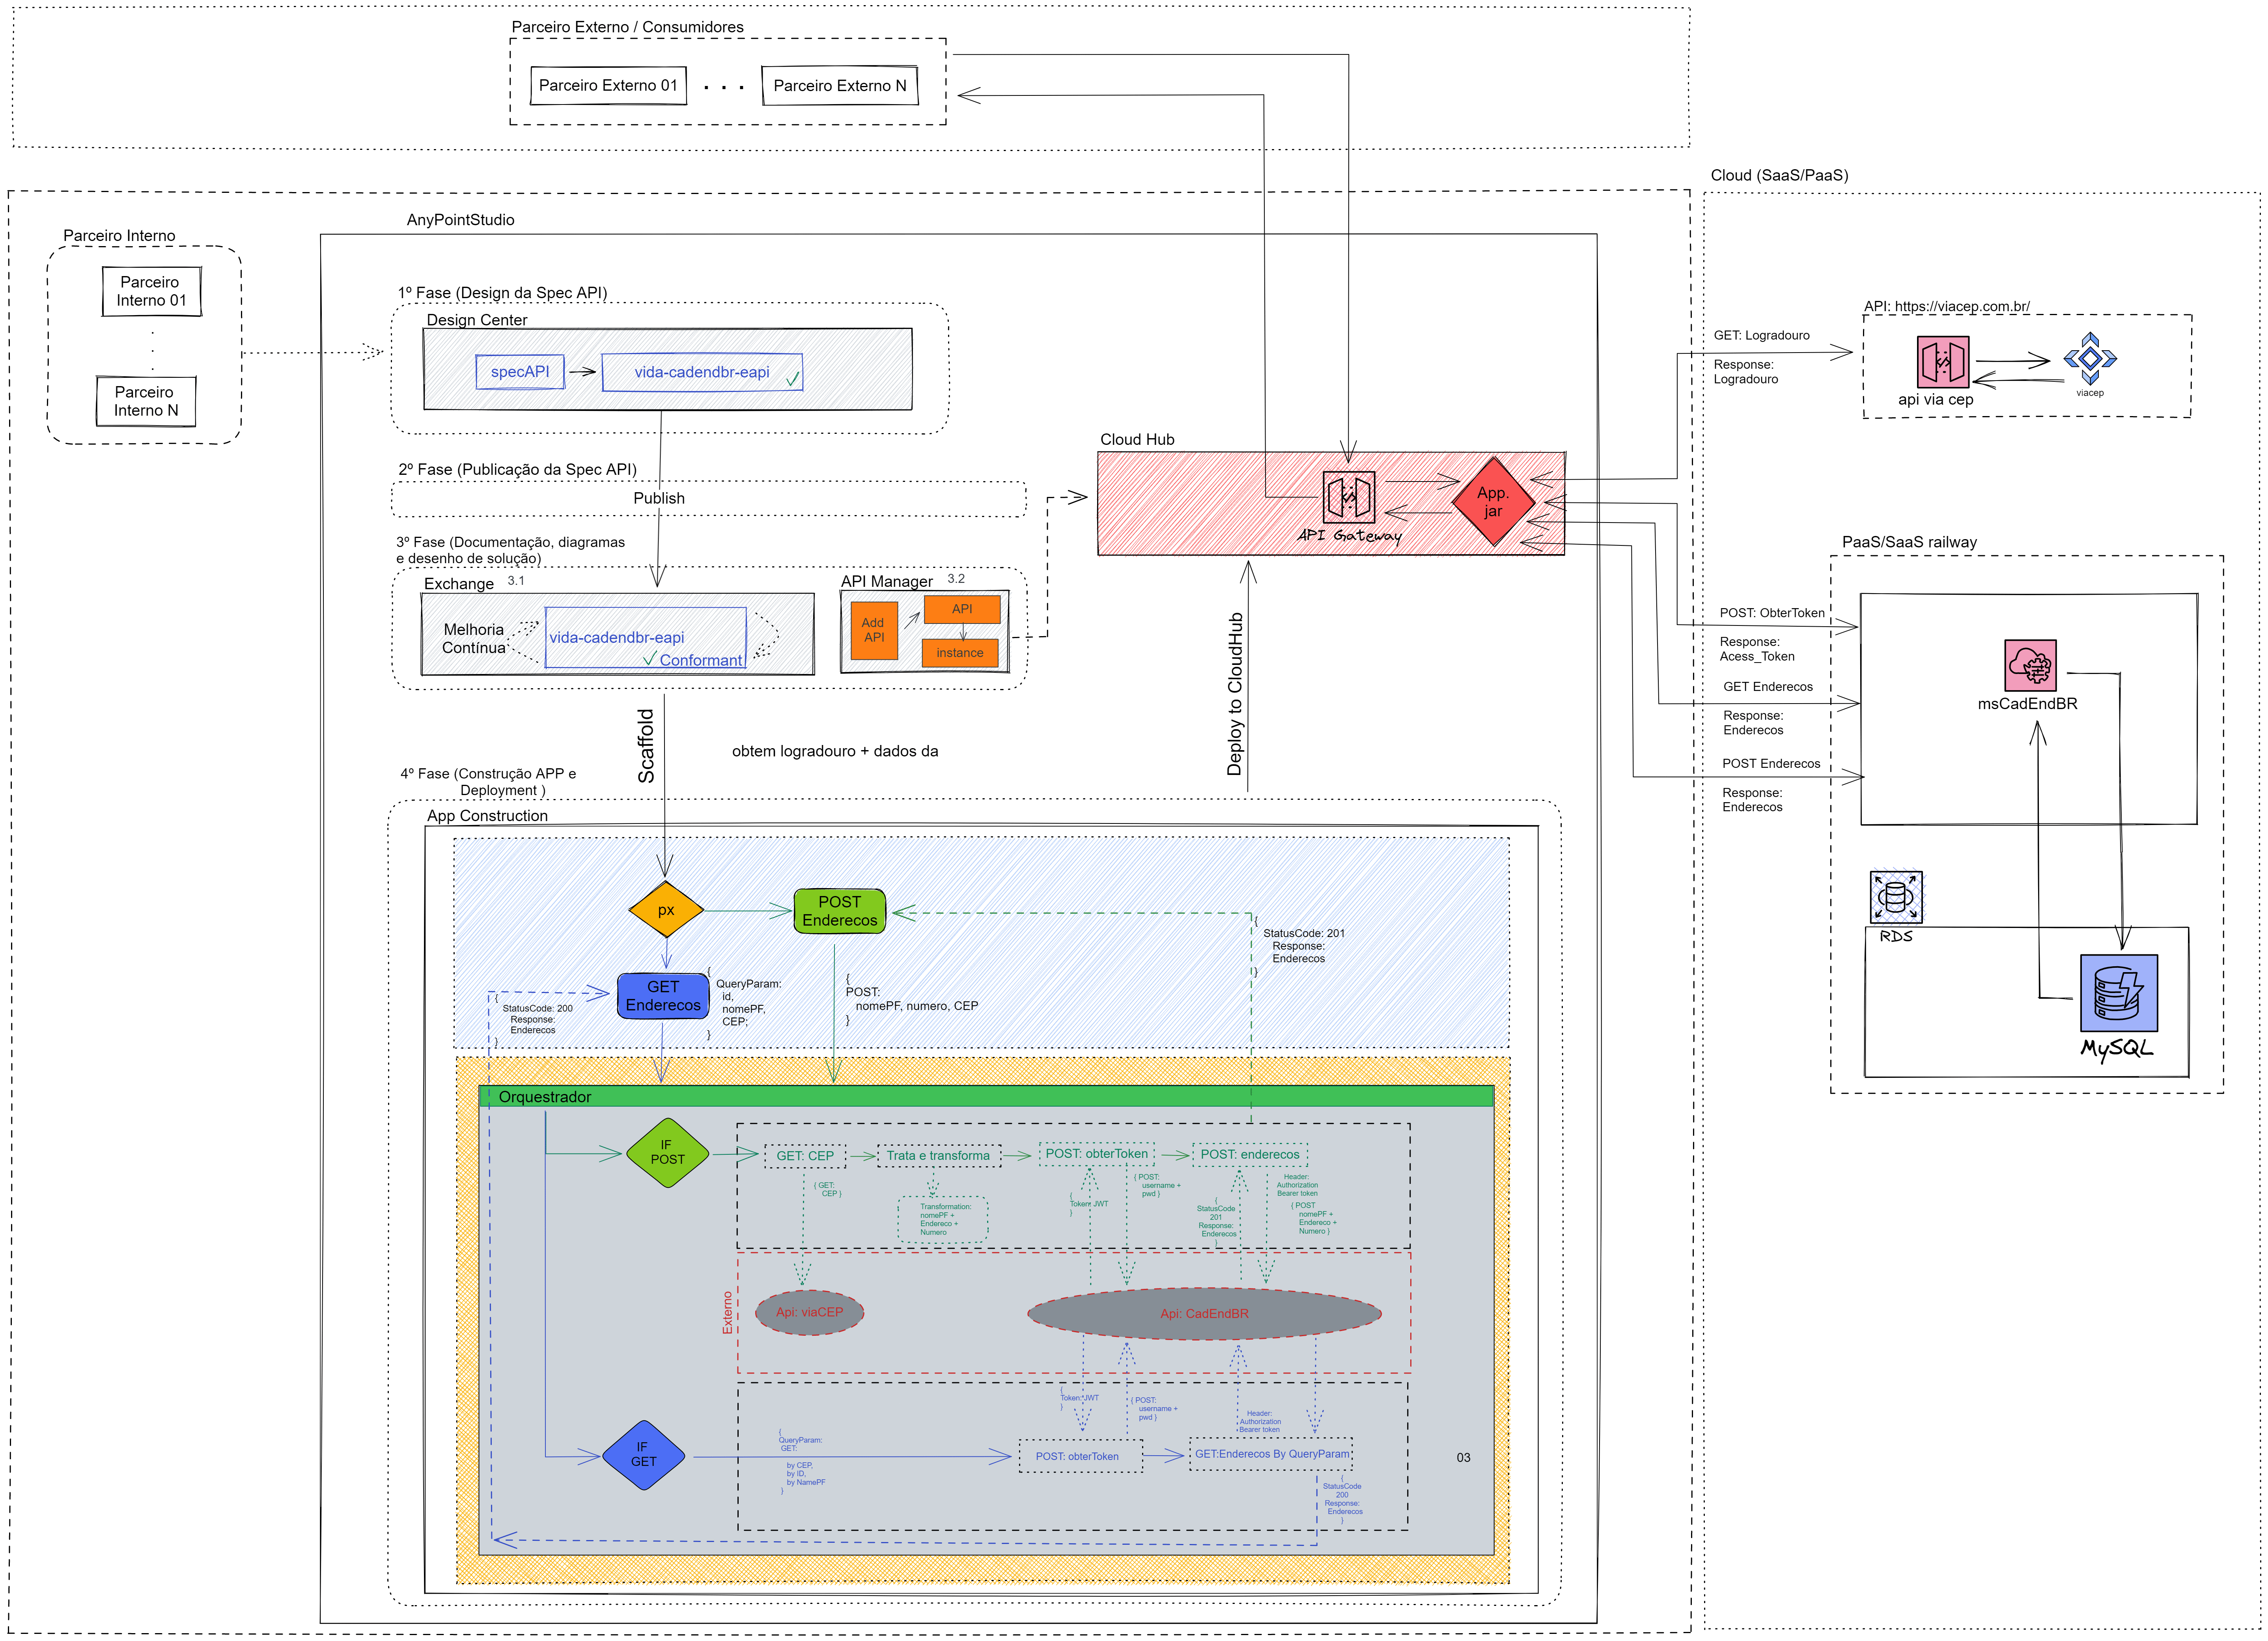 Parceiro Externo / Consumidores
Parceiro Externo 01
. . .
Parceiro Externo N
Cloud (SaaS/PaaS)
AnyPointStudio
Parceiro Interno
Parceiro
Interno 01
.
.
.
Parceiro
Interno N
1º Fase (Design da Spec API)
Design Center
specAPI
vida-cadendbr-eapi
2º Fase (Publicação da Spec API)
Publish
3º Fase (Documentação, diagramas
e desenho de solução)
Exchange
3.1
Melhoria
Contínua
vida-cadendbr-eapi
Conformant
API Manager
3.2
Add
API
API
instance
Cloud Hub
API Gateway
App.
jar
Scaffold
obtem logradouro + dados da
Deploy to CloudHub
GET: Logradouro
Response:
Logradouro
API: https://viacep.com.br/
api via cep
viacep
PaaS/SaaS railway
POST: ObterToken
Response:
Acess_Token
GET Enderecos
Response:
Enderecos
POST Enderecos
Response:
Enderecos
msCadEndBR
RDS
MySQL
4º Fase (Construção APP e
Deployment )
App Construction
px
POST
Enderecos
{
StatusCode: 201
Response:
Enderecos
}
GET
Enderecos
{
QueryParam:
id,
nomePF,
CEP;
}
{
POST:
nomePF, numero, CEP
}
{
StatusCode: 200
Response:
Enderecos
}
Orquestrador
IF
POST
GET: CEP
Trata e transforma
POST: obterToken
POST: enderecos
{ GET:
CEP }
Transformation:
nomePF +
Endereco +
Numero
{
Token: JWT
}
{ POST:
username +
pwd }
{
StatusCode
201
Response:
Enderecos
}
Header:
Authorization
Bearer token
{ POST
nomePF +
Endereco +
Numero }
Externo
Api: viaCEP
Api: CadEndBR
{
Token: JWT
}
{ POST:
username +
pwd }
Header:
Authorization
Bearer token
IF
GET
{
QueryParam:
GET:
by CEP,
by ID,
by NamePF
}
POST: obterToken
GET:Enderecos By QueryParam
03
{
StatusCode
200
Response:
Enderecos
}